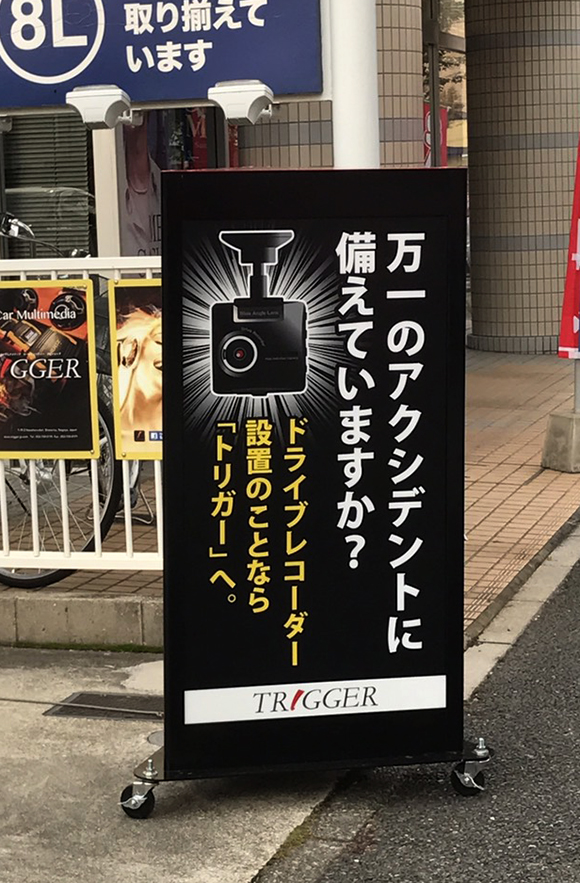 8L
取り揃えて
います
万一のアクシデントに
備えていますか？
ドライブレコーダー
設置のことなら
「トリガー」へ。
TRIGGER
Car Multimedia
IGGER